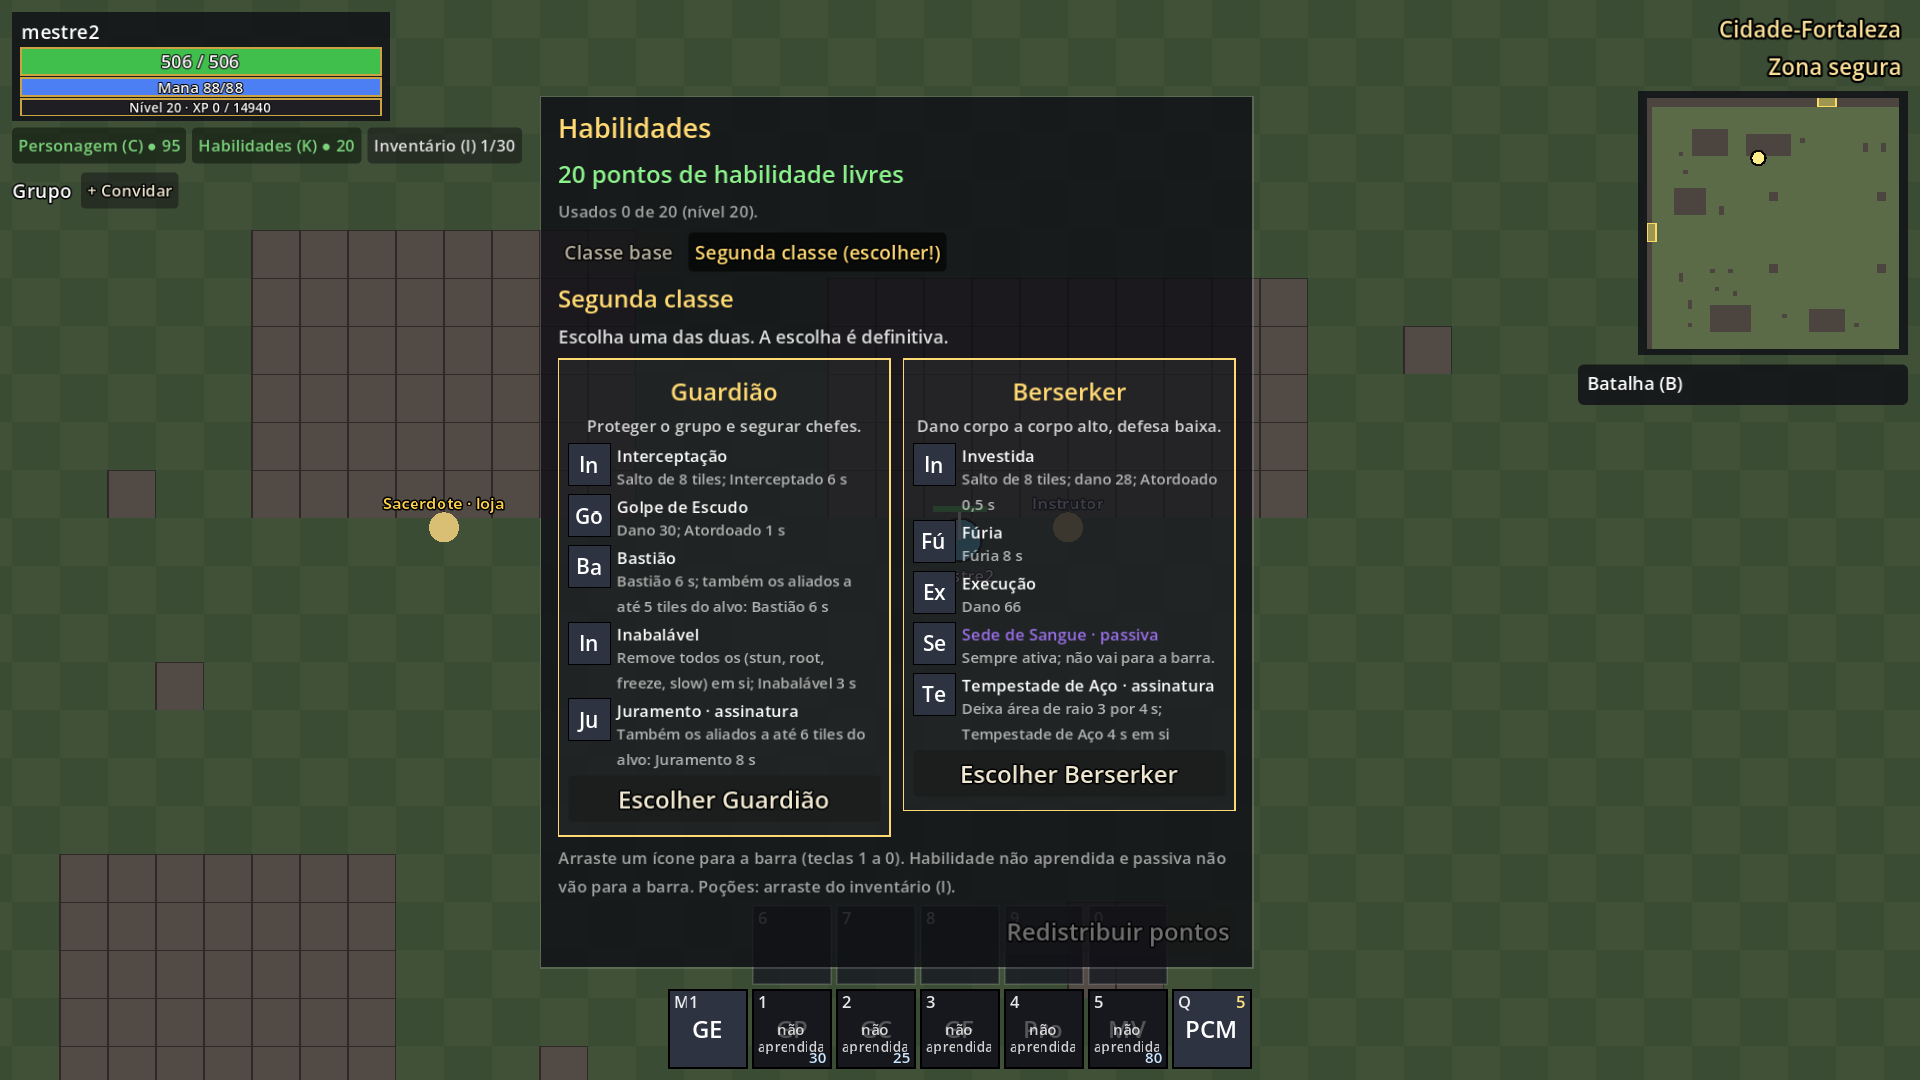 mestre2
506 / 506
Mana 88/88
Nível 20 · XP 0 / 14940
Personagem (C) ● 95
Habilidades (K) ● 20
Inventário (I) 1/30
Grupo
+ Convidar
Cidade-Fortaleza
Zona segura
Batalha (B)
Sacerdote · loja
Habilidades
20 pontos de habilidade livres
Usados 0 de 20 (nível 20).
Classe base
Segunda classe (escolher!)
Segunda classe
Escolha uma das duas. A escolha é definitiva.
Guardião
Proteger o grupo e segurar chefes.
In
Interceptação
Salto de 8 tiles; Interceptado 6 s
Go
Golpe de Escudo
Dano 30; Atordoado 1 s
Ba
Bastião
Bastião 6 s; também os aliados a
até 5 tiles do alvo: Bastião 6 s
In
Inabalável
Remove todos os (stun, root,
freeze, slow) em si; Inabalável 3 s
Ju
Juramento · assinatura
Também os aliados a até 6 tiles do
alvo: Juramento 8 s
Escolher Guardião
Berserker
Dano corpo a corpo alto, defesa baixa.
In
Investida
Salto de 8 tiles; dano 28; Atordoado
0,5 s
Instrutor
Fú
Fúria
Fúria 8 s
Ex
Execução
Dano 66
Se
Sede de Sangue · passiva
Sempre ativa; não vai para a barra.
Te
Tempestade de Aço · assinatura
Deixa área de raio 3 por 4 s;
Tempestade de Aço 4 s em si
Escolher Berserker
Arraste um ícone para a barra (teclas 1 a 0). Habilidade não aprendida e passiva não
vão para a barra. Poções: arraste do inventário (I).
6
7
8
9
0
Redistribuir pontos
M1
GE
1
GP
não
aprendida
30
2
GC
não
aprendida
25
3
GF
não
aprendida
4
Pro
não
aprendida
5
MV
não
aprendida
80
Q
5
PCM